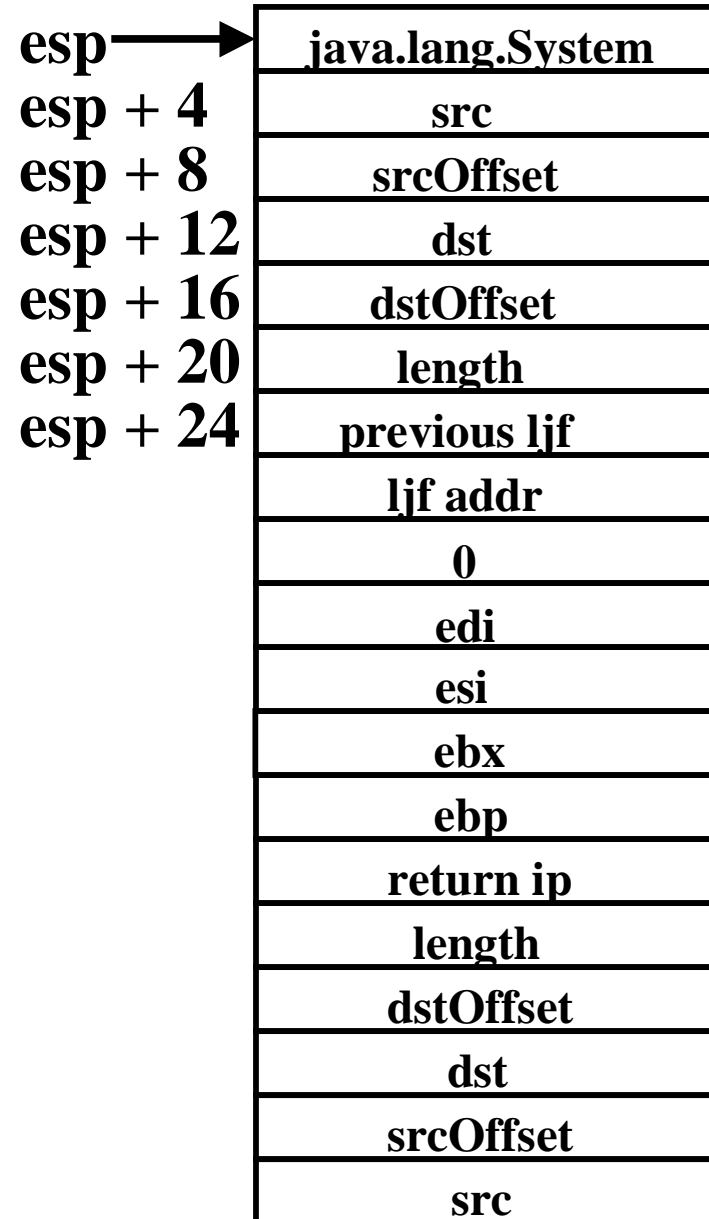 esp java.lang.System
esp + 4 src
esp + 8 srcOffset
esp + 12 dst
esp + 16 dstOffset
esp + 20 length
esp + 24 previous ljf
ljf addr
0
edi
esi
ebx
ebp
return ip
length
dstOffset
dst
srcOffset
src